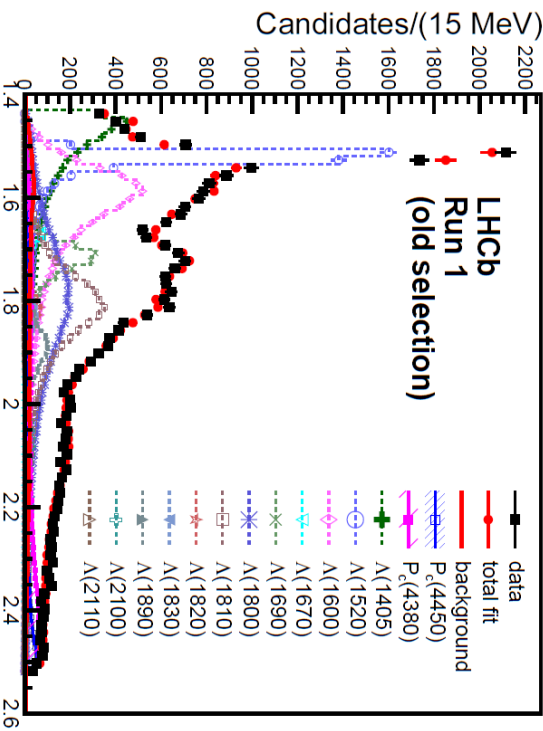 Candidates/(15 MeV)
2200
2000
1800
1600
1400
1200
1000
800
600
400
200
LHCb
Run 1
(old selection)
data
total fit
background
P_c(4450)
P_c(4380)
Λ(1405)
Λ(1520)
Λ(1600)
Λ(1670)
Λ(1690)
Λ(1800)
Λ(1810)
Λ(1820)
Λ(1830)
Λ(1890)
Λ(2100)
Λ(2110)
1.4
1.6
1.8
2
2.2
2.4
2.6